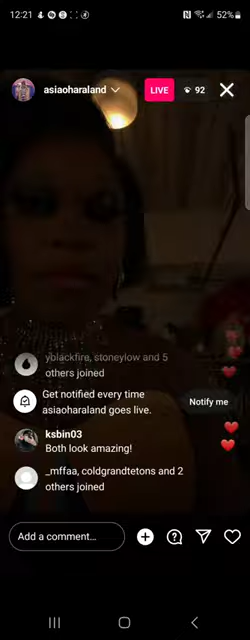 12:21
52%
asiaoharaland
LIVE
92
yolackfire, stoneylow and 5
others joined
Get notified every time
asiaoharaland goes live.
Notify me
ksbin03
Both look amazing!
_mffaa, coldgrandtetons and 2
others joined
Add a comment...